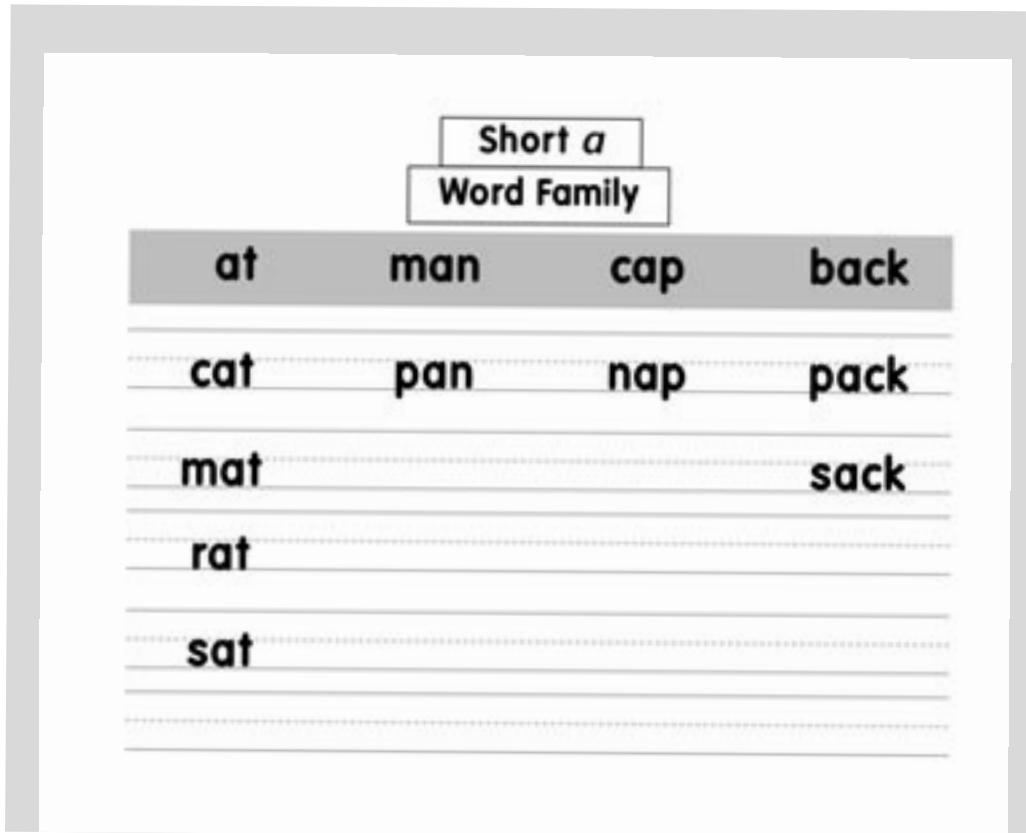 Short a
Word Family
at man cap back
cat pan nap pack
mat sack
rat
sat